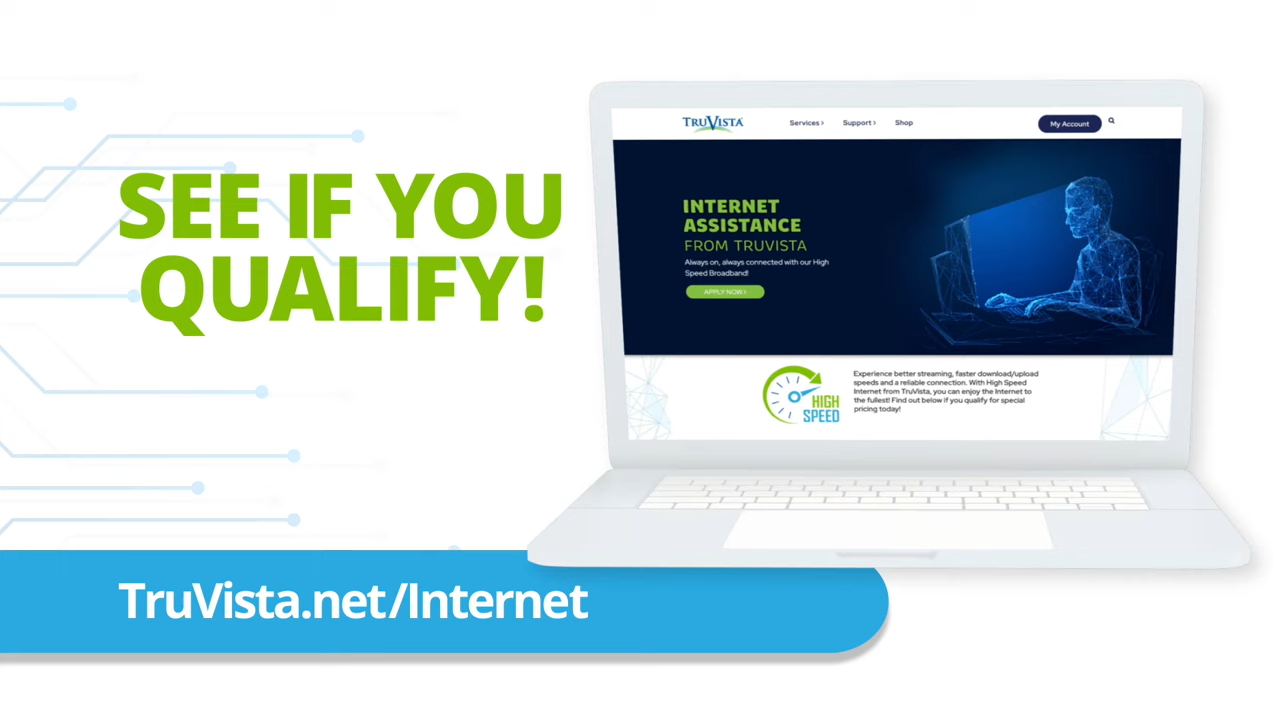 SEE IF YOU
QUALIFY!
TRUVISTA
Services ›
Support ›
Shop
My Account
INTERNET
ASSISTANCE
FROM TRUVISTA
Always on, always connected with our High
Speed Broadband!
APPLY NOW ›
HIGH
SPEED
Experience better streaming, faster download/upload
speeds and a reliable connection. With High Speed
Internet from TruVista, you can enjoy the Internet to
the fullest! Find out below if you qualify for special
pricing today!
TruVista.net/Internet